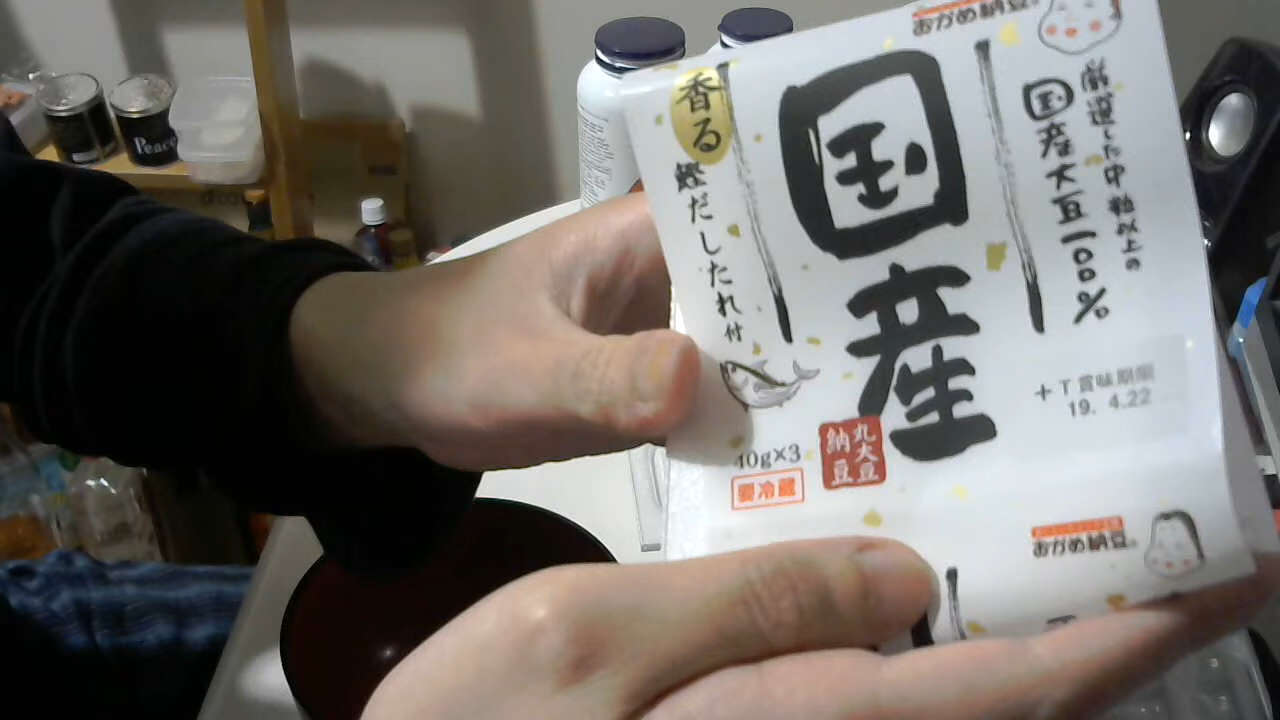 おかめ納豆
厳選した中粒以上の
国産大豆100%
国産
香る
鰹だしたれ付
+T賞味期限
19. 4.22
丸大豆
納豆
40g×3
要冷蔵
おかめ納豆
Peace